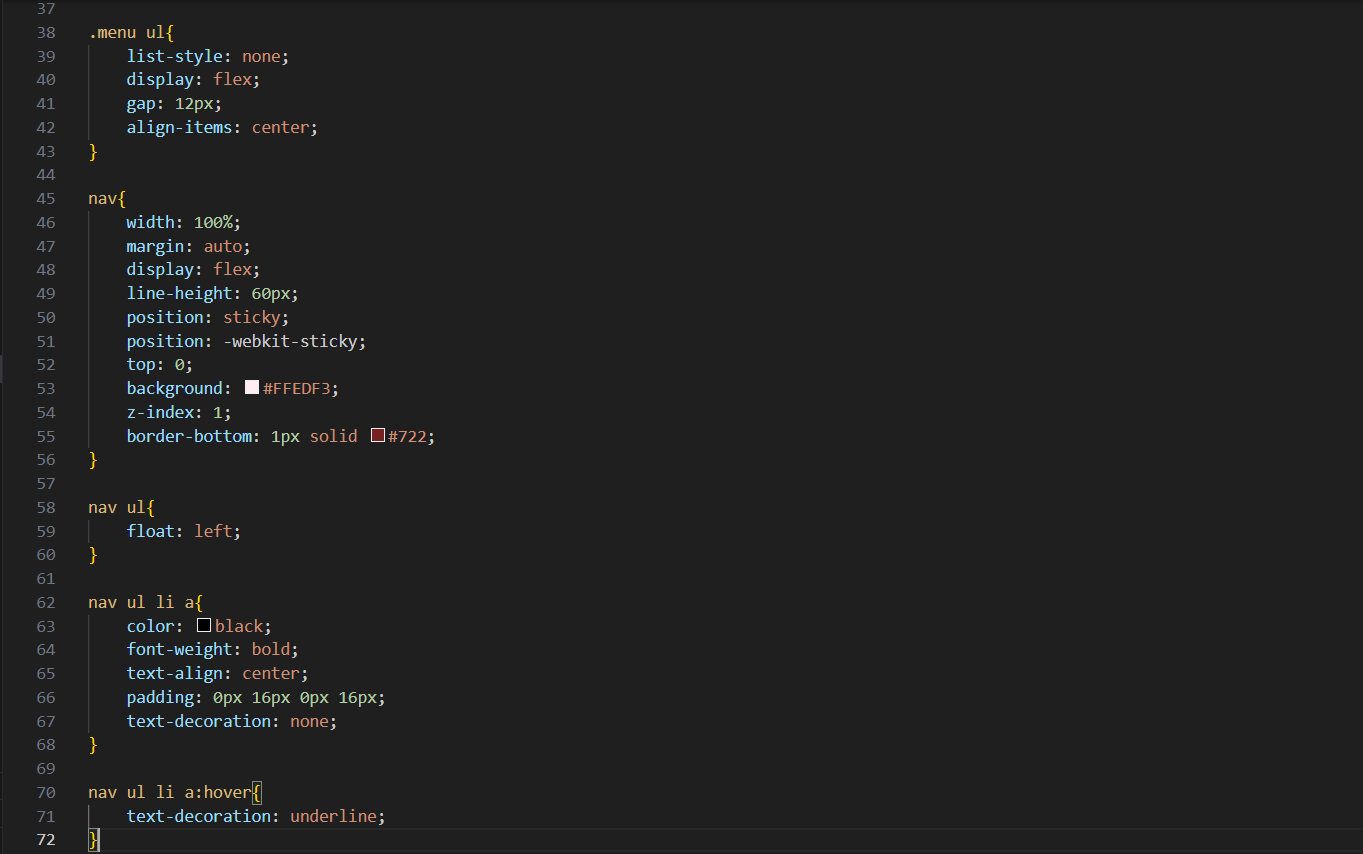 37
38 .menu ul{
39     list-style: none;
40     display: flex;
41     gap: 12px;
42     align-items: center;
43 }
44
45 nav{
46     width: 100%;
47     margin: auto;
48     display: flex;
49     line-height: 60px;
50     position: sticky;
51     position: -webkit-sticky;
52     top: 0;
53     background: #FFEDF3;
54     z-index: 1;
55     border-bottom: 1px solid #722;
56 }
57
58 nav ul{
59     float: left;
60 }
61
62 nav ul li a{
63     color: black;
64     font-weight: bold;
65     text-align: center;
66     padding: 0px 16px 0px 16px;
67     text-decoration: none;
68 }
69
70 nav ul li a:hover{
71     text-decoration: underline;
72 }